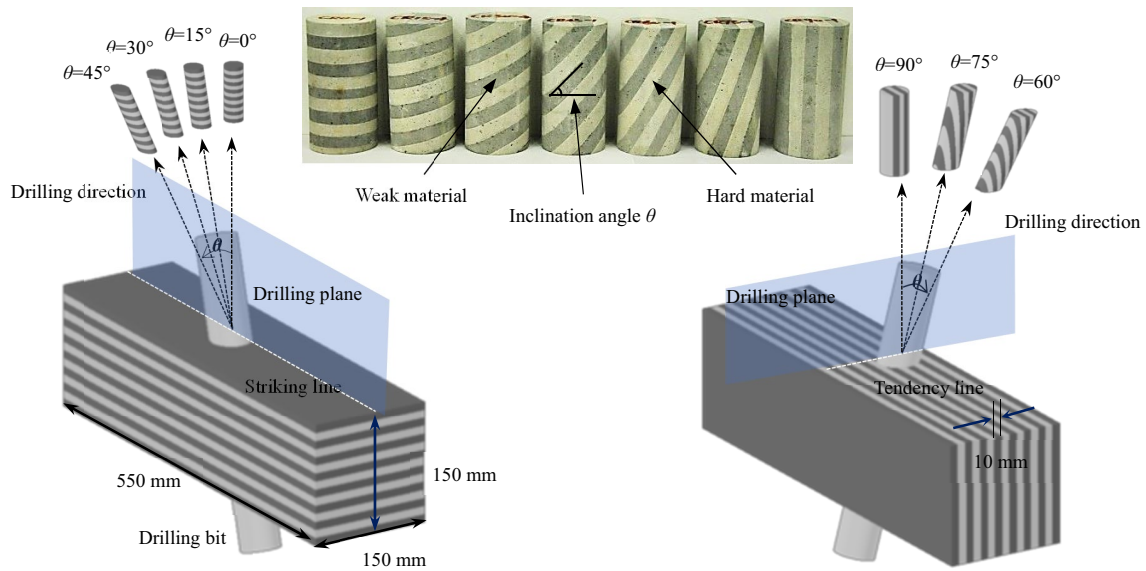 θ=0°
θ=15°
θ=30°
θ=45°
θ=90°
θ=75°
θ=60°
Weak material
Hard material
Inclination angle θ
Drilling direction
θ
Drilling plane
Striking line
550 mm
150 mm
150 mm
Drilling bit
Drilling direction
θ
Drilling plane
Tendency line
10 mm